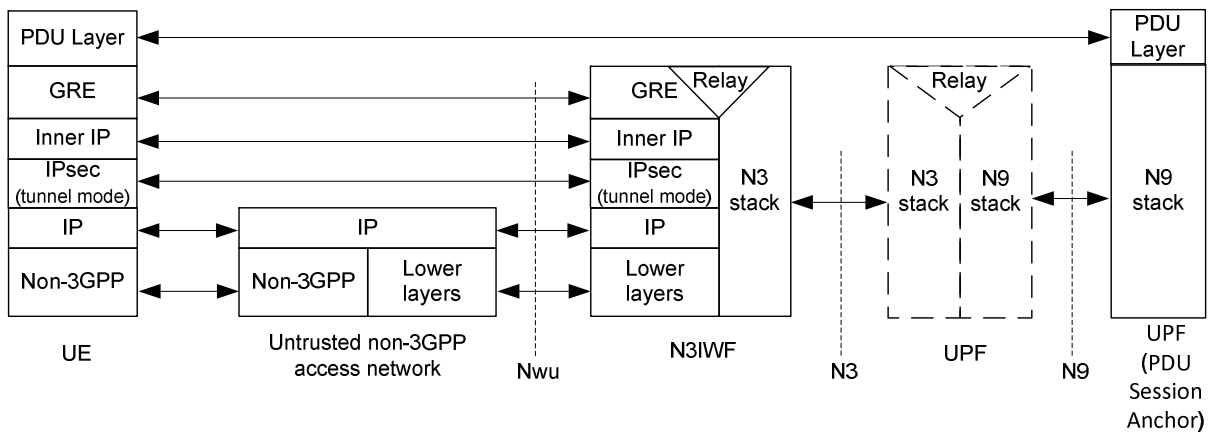 PDU Layer
GRE
Inner IP
IPsec
(tunnel mode)
IP
Non-3GPP
UE
IP
Non-3GPP
Lower
layers
Untrusted non-3GPP
access network
Nwu
GRE
Relay
Inner IP
IPsec
(tunnel mode)
IP
Lower
layers
N3
stack
N3IWF
N3
Relay
N3
stack
N9
stack
UPF
N9
PDU
Layer
N9
stack
UPF
(PDU
Session
Anchor)